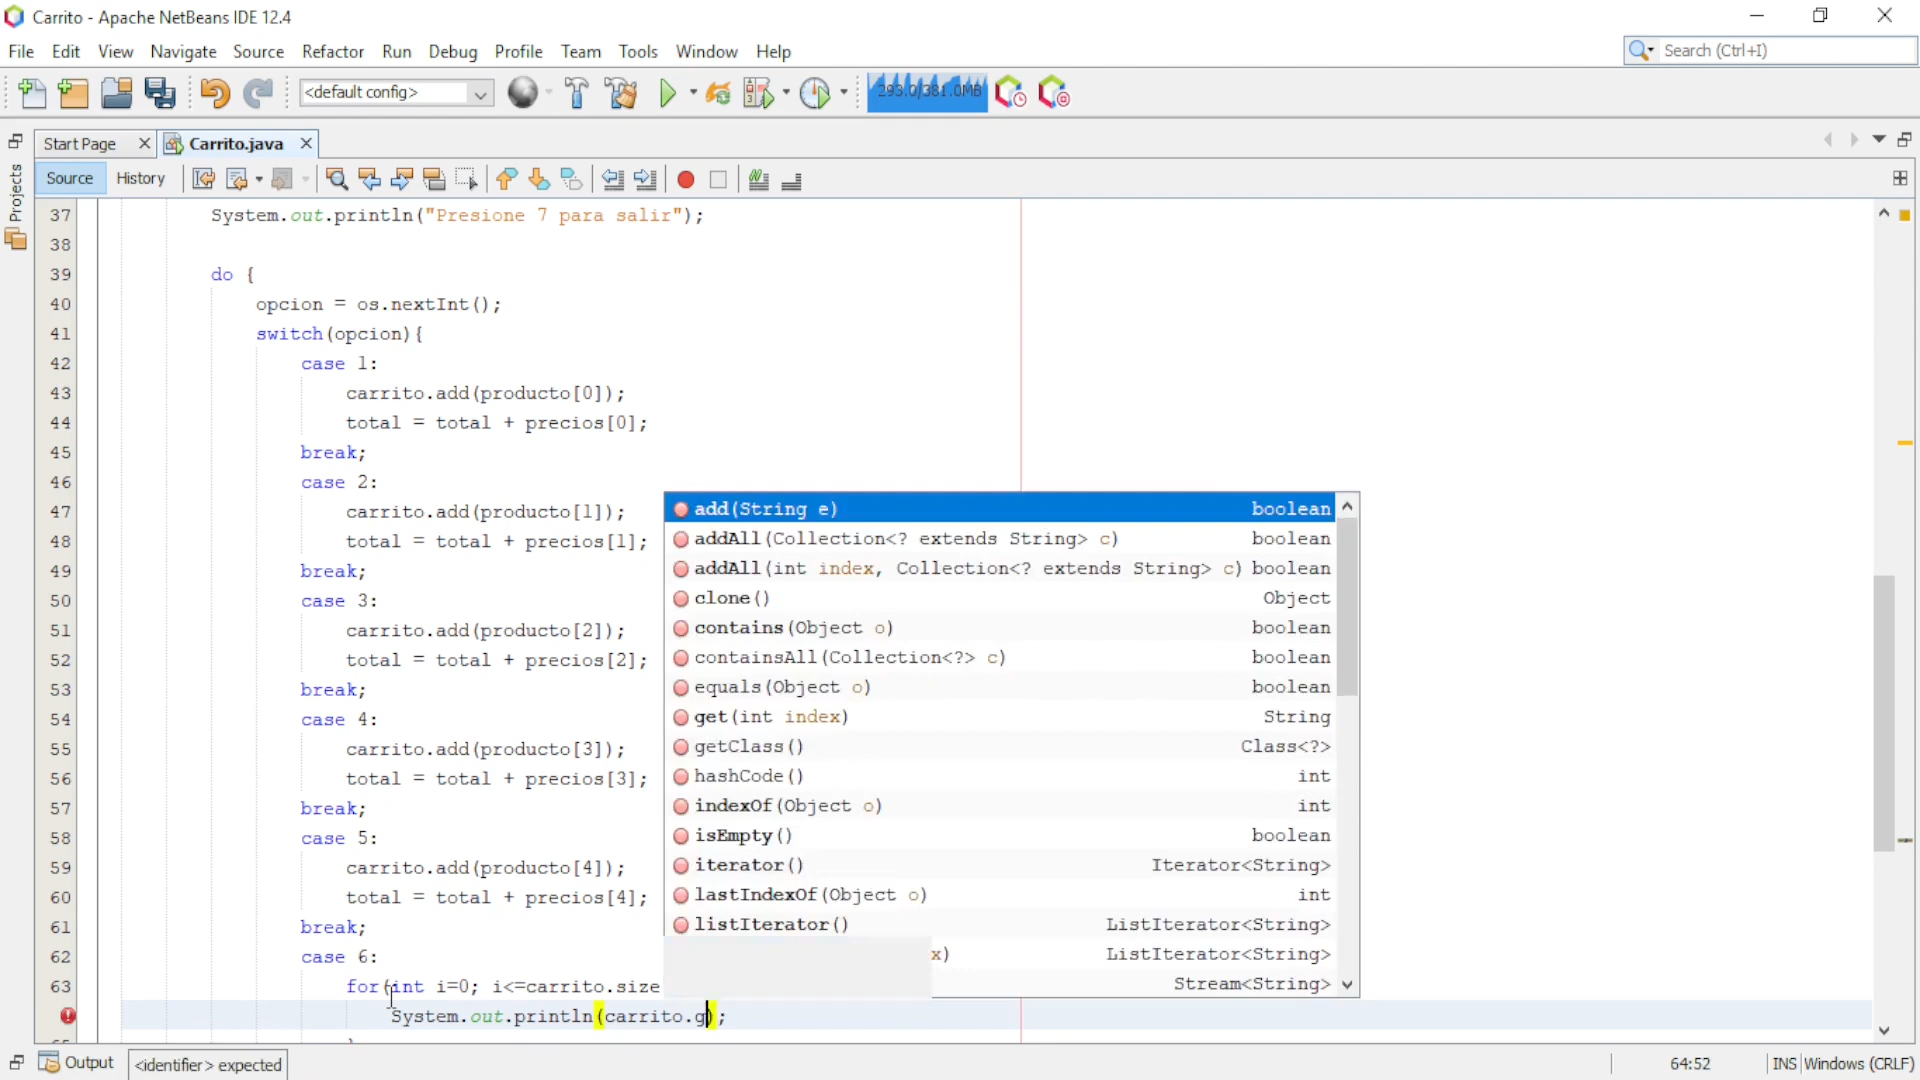 Carrito - Apache NetBeans IDE 12.4
File Edit View Navigate Source Refactor Run Debug Profile Team Tools Window Help
Search (Ctrl+I)
<default config>
293.0/381.0MB
Start Page
Carrito.java
Projects
Source History
37 System.out.println("Presione 7 para salir");
38
39 do {
40 opcion = os.nextInt();
41 switch(opcion){
42 case 1:
43 carrito.add(producto[0]);
44 total = total + precios[0];
45 break;
46 case 2:
47 carrito.add(producto[1]);
48 total = total + precios[1];
49 break;
50 case 3:
51 carrito.add(producto[2]);
52 total = total + precios[2];
53 break;
54 case 4:
55 carrito.add(producto[3]);
56 total = total + precios[3];
57 break;
58 case 5:
59 carrito.add(producto[4]);
60 total = total + precios[4];
61 break;
62 case 6:
63 for(int i=0; i<=carrito.size
System.out.println(carrito.g);
add(String e) boolean
addAll(Collection<? extends String> c) boolean
addAll(int index, Collection<? extends String> c) boolean
clone() Object
contains(Object o) boolean
containsAll(Collection<?> c) boolean
equals(Object o) boolean
get(int index) String
getClass() Class<?>
hashCode() int
indexOf(Object o) int
isEmpty() boolean
iterator() Iterator<String>
lastIndexOf(Object o) int
listIterator() ListIterator<String>
x) ListIterator<String>
Stream<String>
Output
<identifier> expected
64:52
INS
Windows (CRLF)